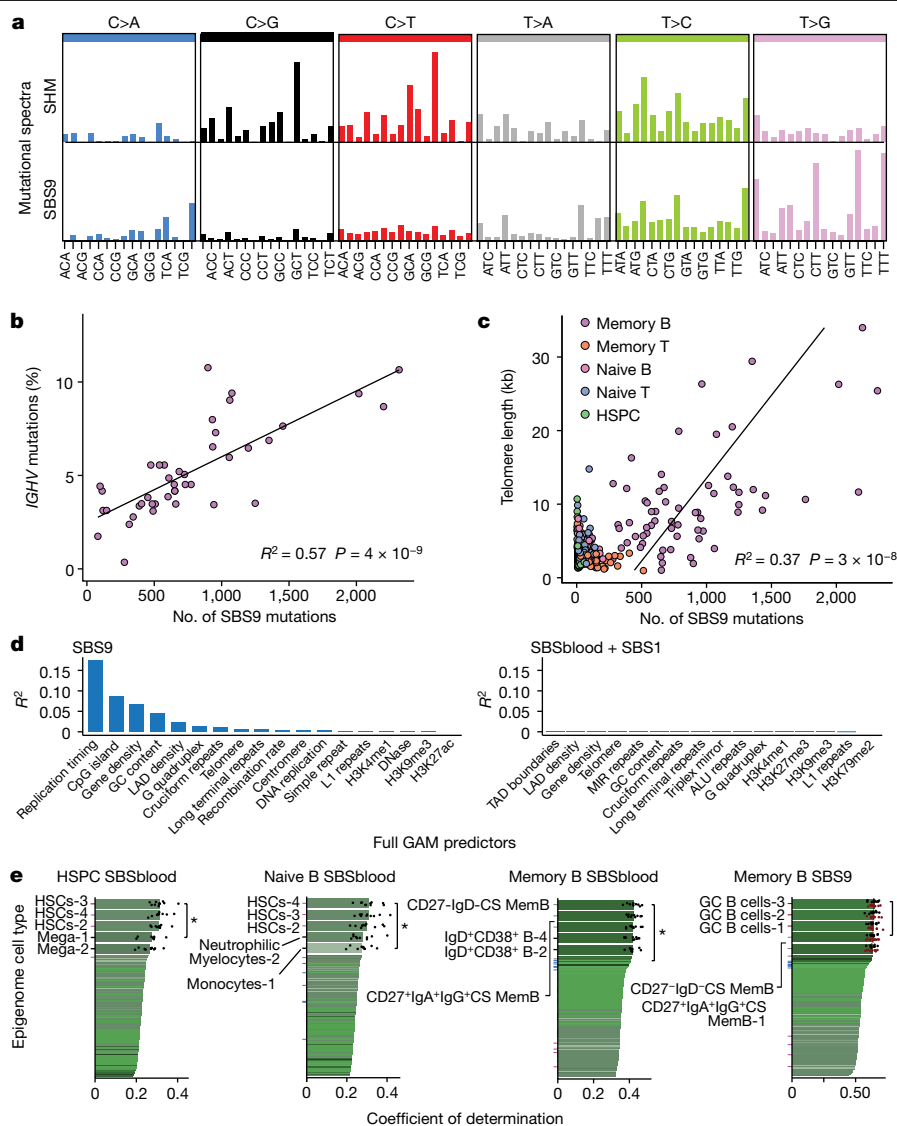 a
C>A C>G C>T T>A T>C T>G
Mutational spectra
SHM
SBS9
ACA ACG CCA CCG GCA GCG TCA TCG ACC ACT CCC CCT GCC GCT TCC TCT ACA ACG CCA CCG GCA GCG TCA TCG ATC ATT CTC CTT GTC GTT TTC TTT ATA ATG CTA CTG GTA GTG TTA TTG ATC ATT CTC CTT GTC GTT TTC TTT
b
IGHV mutations (%)
10
5
0
R² = 0.57 P = 4 × 10⁻⁹
0 500 1,000 1,500 2,000
No. of SBS9 mutations
c
Telomere length (kb)
30
20
10
0
Memory B
Memory T
Naive B
Naive T
HSPC
R² = 0.37 P = 3 × 10⁻⁸
0 500 1,000 1,500 2,000
No. of SBS9 mutations
d
SBS9
R²
0.15
0.10
0.05
0
Replication timing
CpG island
Gene density
GC content
LAD density
G quadruplex
Cruciform repeats
Telomere
Long terminal repeats
Recombination rate
Centromere
DNA replication
Simple repeat
L1 repeats
H3K4me1
DNase
H3K9me3
H3K27ac
SBSblood + SBS1
R²
0.15
0.10
0.05
0
TAD boundaries
LAD density
Gene density
Telomere
MIR repeats
GC content
Cruciform repeats
Long terminal repeats
Triplex mirror
ALU repeats
G quadruplex
H3K4me1
H3K27me3
H3K9me3
L1 repeats
H3K79me2
Full GAM predictors
e
Epigenome cell type
HSPC SBSblood
HSCs-3
HSCs-4
HSCs-2
Mega-1
Mega-2
*
0 0.2 0.4
Naive B SBSblood
HSCs-4
HSCs-3
HSCs-2
Neutrophilic
Myelocytes-2
Monocytes-1
*
0 0.2 0.4
Memory B SBSblood
CD27-IgD-CS MemB
IgD⁺CD38⁺ B-4
IgD⁺CD38⁺ B-2
CD27⁺IgA⁺IgG⁺CS MemB
*
0 0.2 0.4
Memory B SBS9
GC B cells-3
GC B cells-2
GC B cells-1
CD27⁻IgD⁻CS MemB
CD27⁺IgA⁺IgG⁺CS
MemB-1
0 0.50
Coefficient of determination